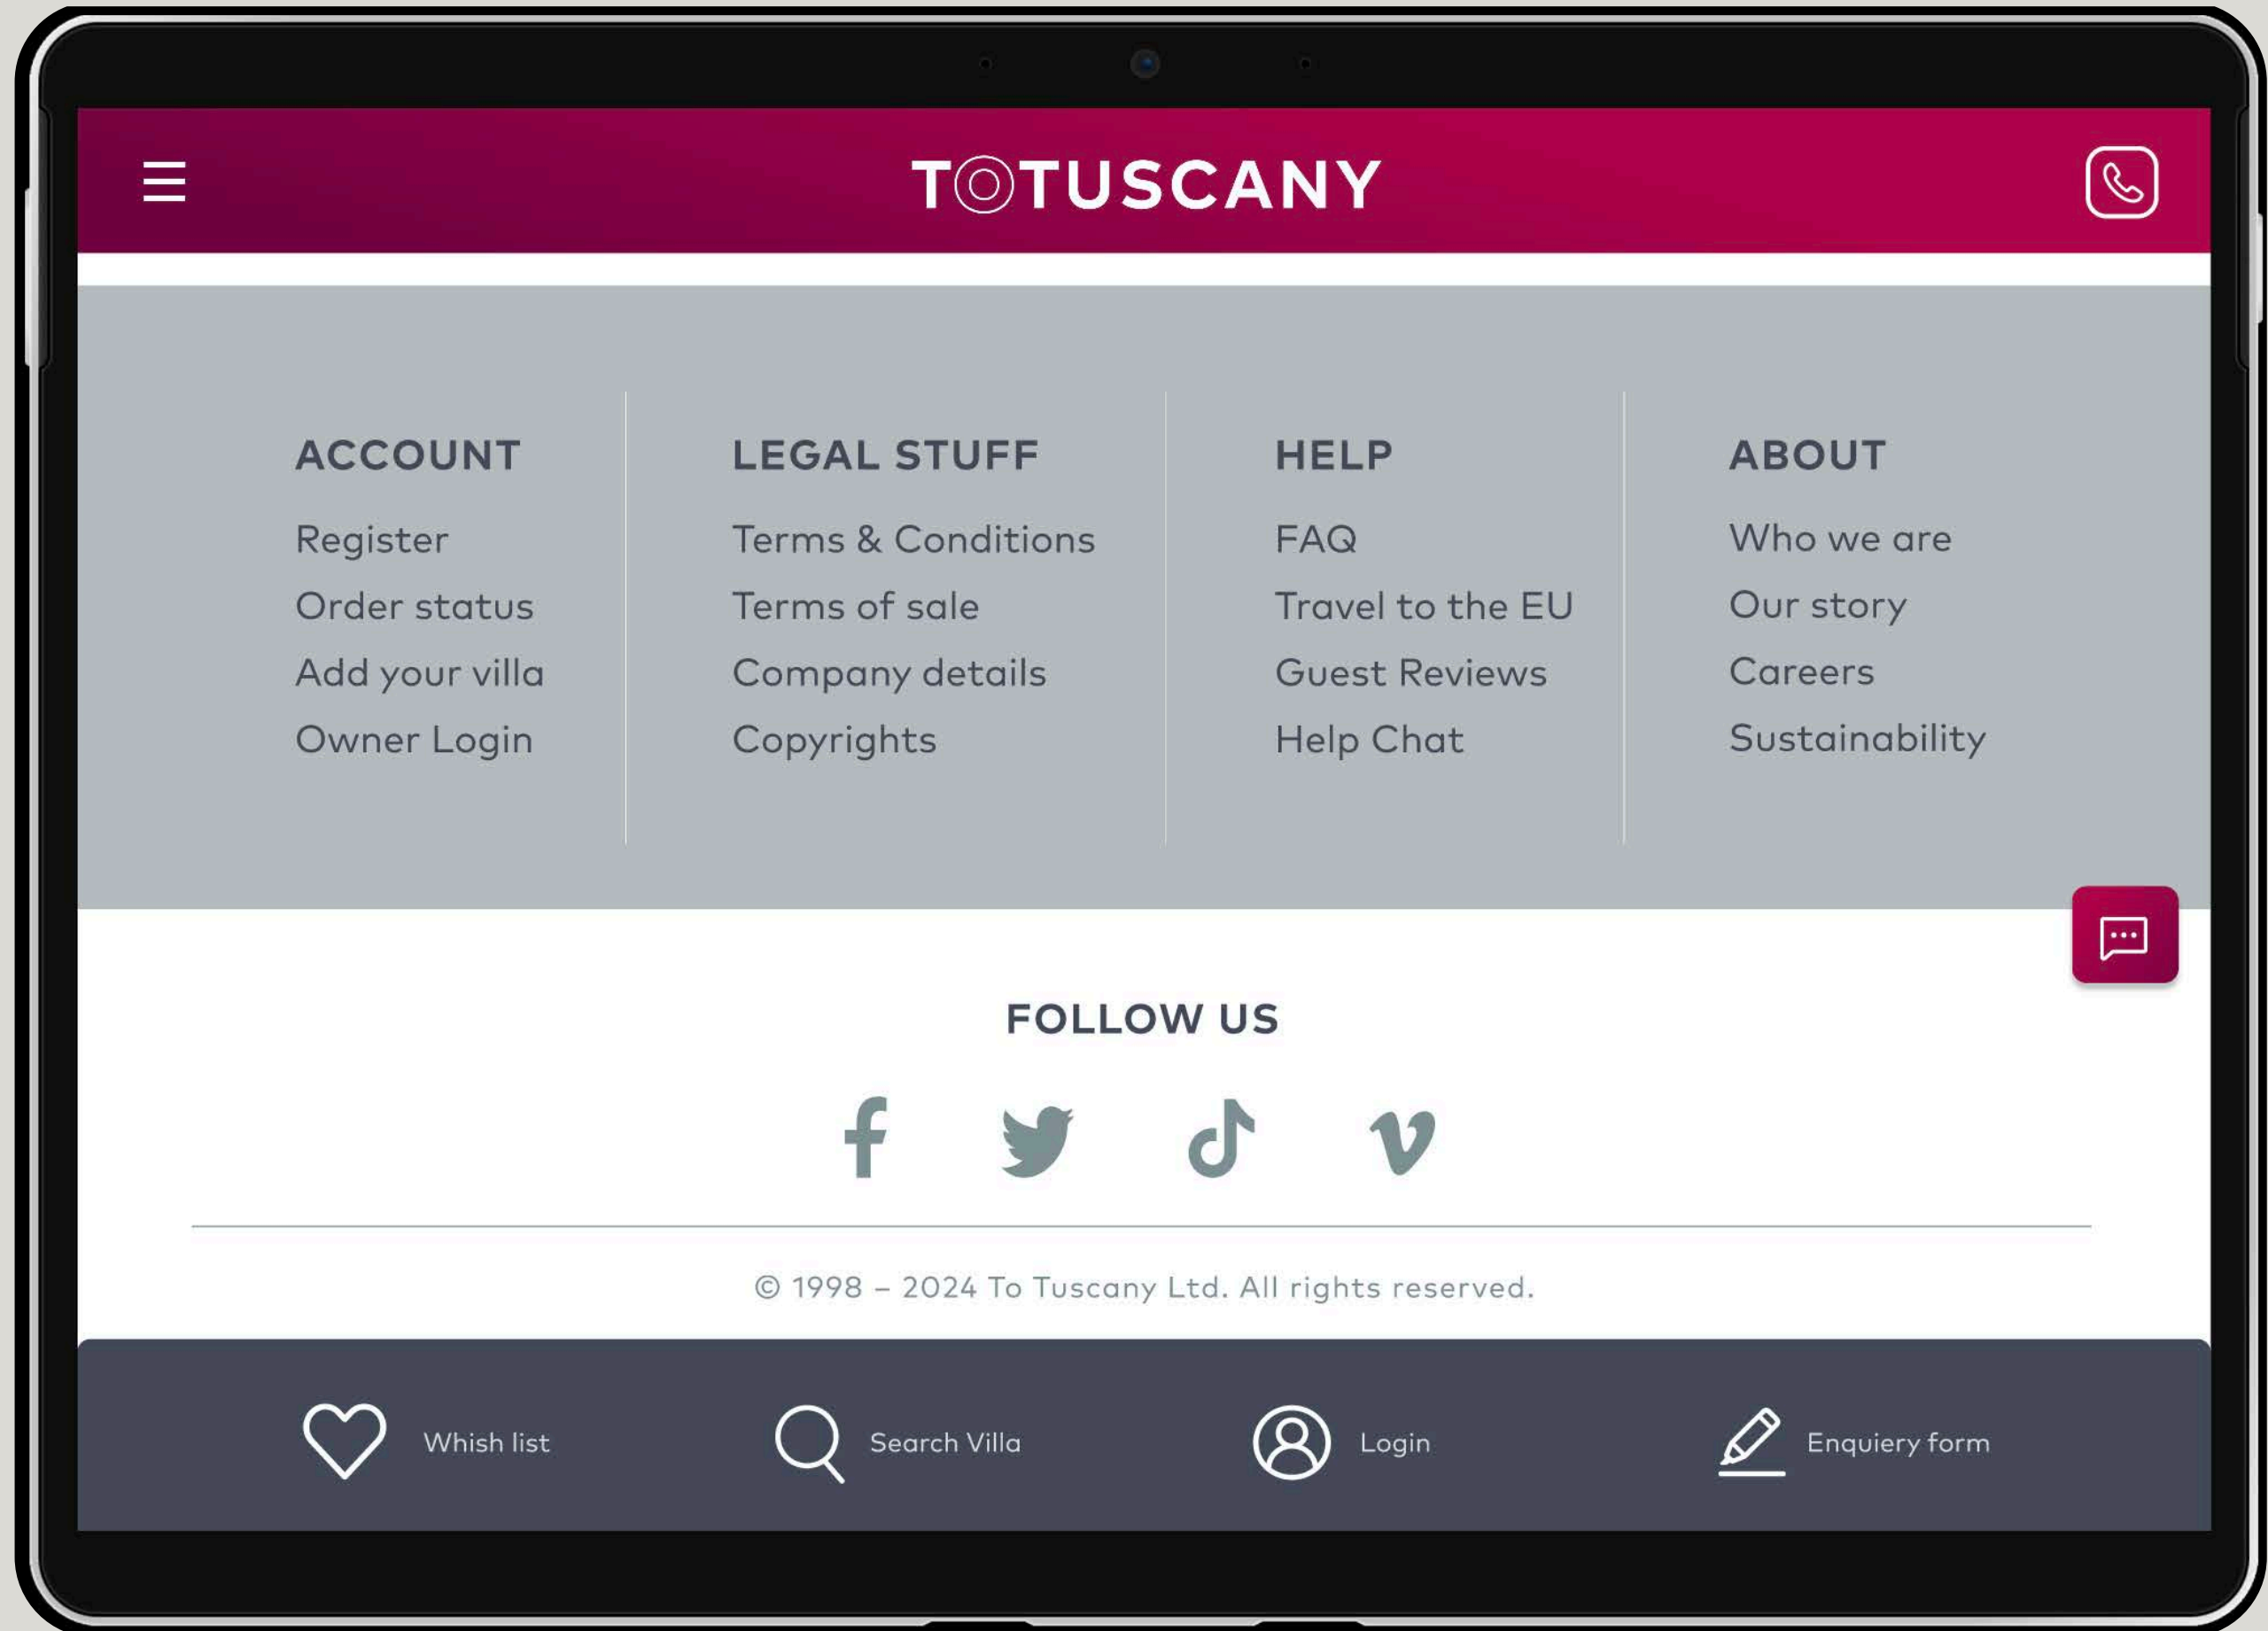 TOTUSCANY
ACCOUNT
Register
Order status
Add your villa
Owner Login
LEGAL STUFF
Terms & Conditions
Terms of sale
Company details
Copyrights
HELP
FAQ
Travel to the EU
Guest Reviews
Help Chat
ABOUT
Who we are
Our story
Careers
Sustainability
FOLLOW US
© 1998 – 2024 To Tuscany Ltd. All rights reserved.
Whish list
Search Villa
Login
Enquiery form